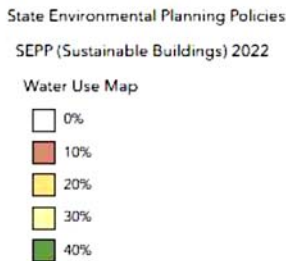 State Environmental Planning Policies
SEPP (Sustainable Buildings) 2022
Water Use Map
0%
10%
20%
30%
40%